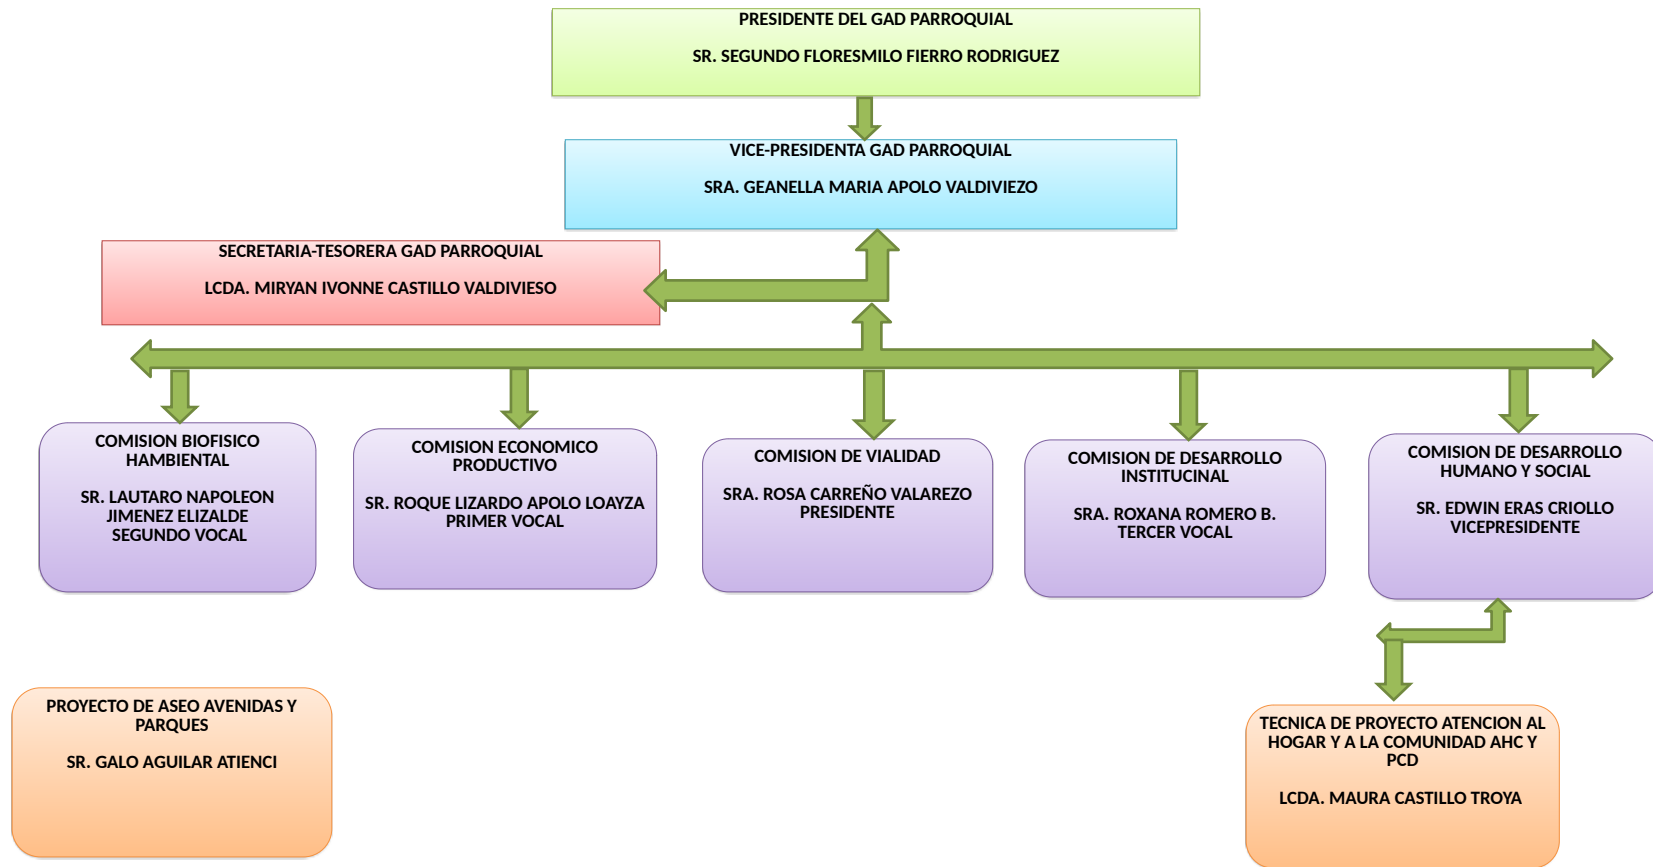 PRESIDENTE DEL GAD PARROQUIAL
SR. SEGUNDO FLORESMILO FIERRO RODRIGUEZ
VICE-PRESIDENTA GAD PARROQUIAL
SRA. GEANELLA MARIA APOLO VALDIVIEZO
SECRETARIA-TESORERA GAD PARROQUIAL
LCDA. MIRYAN IVONNE CASTILLO VALDIVIESO
COMISION BIOFISICO
HAMBIENTAL
SR. LAUTARO NAPOLEON
JIMENEZ ELIZALDE
SEGUNDO VOCAL
COMISION ECONOMICO
PRODUCTIVO
SR. ROQUE LIZARDO APOLO LOAYZA
PRIMER VOCAL
COMISION DE VIALIDAD
SRA. ROSA CARREÑO VALAREZO
PRESIDENTE
COMISION DE DESARROLLO
INSTITUCINAL
SRA. ROXANA ROMERO B.
TERCER VOCAL
COMISION DE DESARROLLO
HUMANO Y SOCIAL
SR. EDWIN ERAS CRIOLLO
VICEPRESIDENTE
PROYECTO DE ASEO AVENIDAS Y
PARQUES
SR. GALO AGUILAR ATIENCI
TECNICA DE PROYECTO ATENCION AL
HOGAR Y A LA COMUNIDAD AHC Y
PCD
LCDA. MAURA CASTILLO TROYA